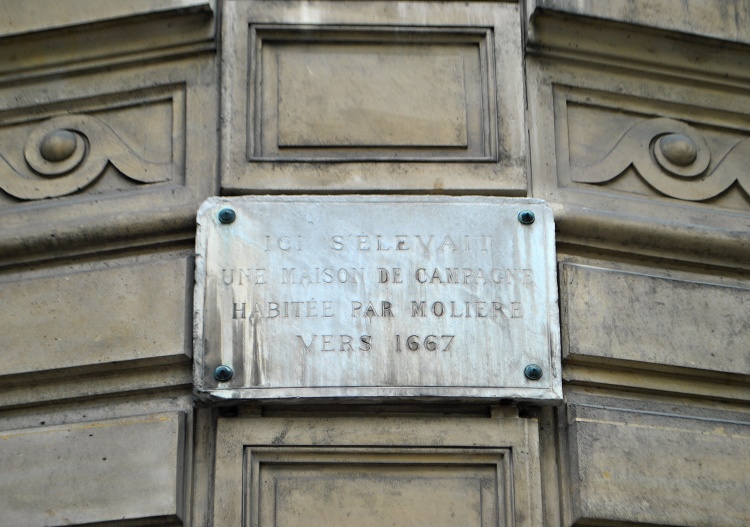 ICI S'ÉLEVAIT
UNE MAISON DE CAMPAGNE
HABITÉE PAR MOLIÈRE
VERS 1667